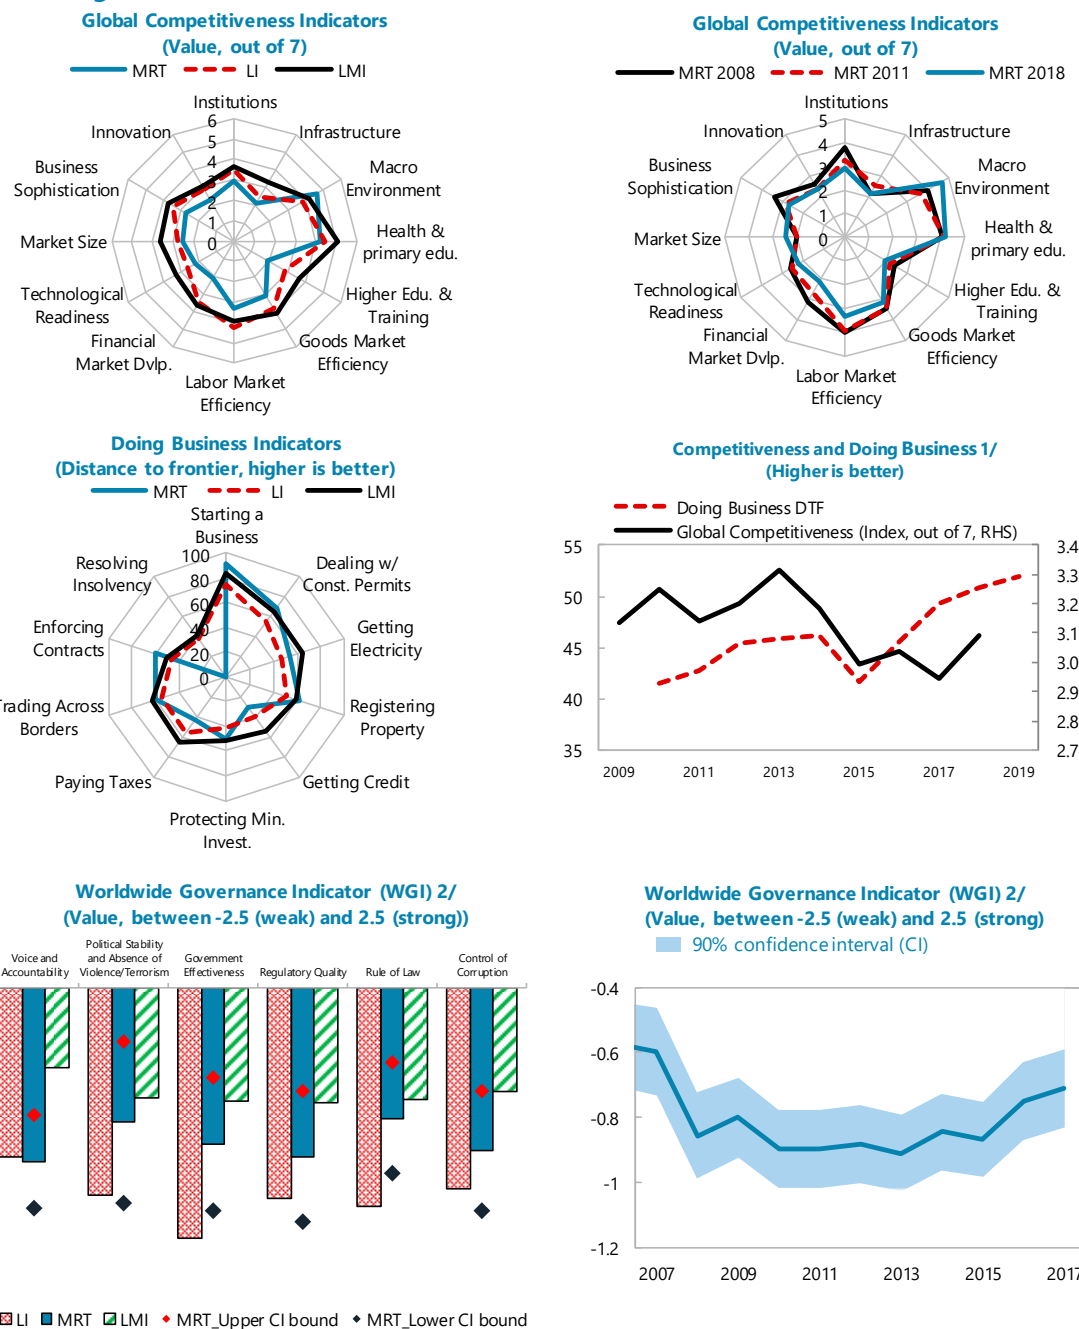 Global Competitiveness Indicators
(Value, out of 7)
MRT LI LMI
Institutions
Infrastructure
Macro
Environment
Health &
primary edu.
Higher Edu. &
Training
Goods Market
Efficiency
Labor Market
Efficiency
Financial
Market Dvlp.
Technological
Readiness
Market Size
Business
Sophistication
Innovation
6
5
4
3
2
1
0
Global Competitiveness Indicators
(Value, out of 7)
MRT 2008 MRT 2011 MRT 2018
Institutions
Infrastructure
Macro
Environment
Health &
primary edu.
Higher Edu. &
Training
Goods Market
Efficiency
Labor Market
Efficiency
Financial
Market Dvlp.
Technological
Readiness
Market Size
Business
Sophistication
Innovation
5
4
3
2
1
0
Doing Business Indicators
(Distance to frontier, higher is better)
MRT LI LMI
Starting a
Business
Dealing w/
Const. Permits
Getting
Electricity
Registering
Property
Getting Credit
Protecting Min.
Invest.
Paying Taxes
Trading Across
Borders
Enforcing
Contracts
Resolving
Insolvency
100
80
60
40
20
0
Competitiveness and Doing Business 1/
(Higher is better)
Doing Business DTF
Global Competitiveness (Index, out of 7, RHS)
55
50
45
40
35
3.4
3.3
3.2
3.1
3.0
2.9
2.8
2.7
2009 2011 2013 2015 2017 2019
Worldwide Governance Indicator (WGI) 2/
(Value, between -2.5 (weak) and 2.5 (strong))
Voice and
Accountability
Political Stability
and Absence of
Violence/Terrorism
Government
Effectiveness
Regulatory Quality
Rule of Law
Control of
Corruption
LI MRT LMI MRT_Upper CI bound MRT_Lower CI bound
Worldwide Governance Indicator (WGI) 2/
(Value, between -2.5 (weak) and 2.5 (strong)
90% confidence interval (CI)
-0.4
-0.6
-0.8
-1
-1.2
2007 2009 2011 2013 2015 2017